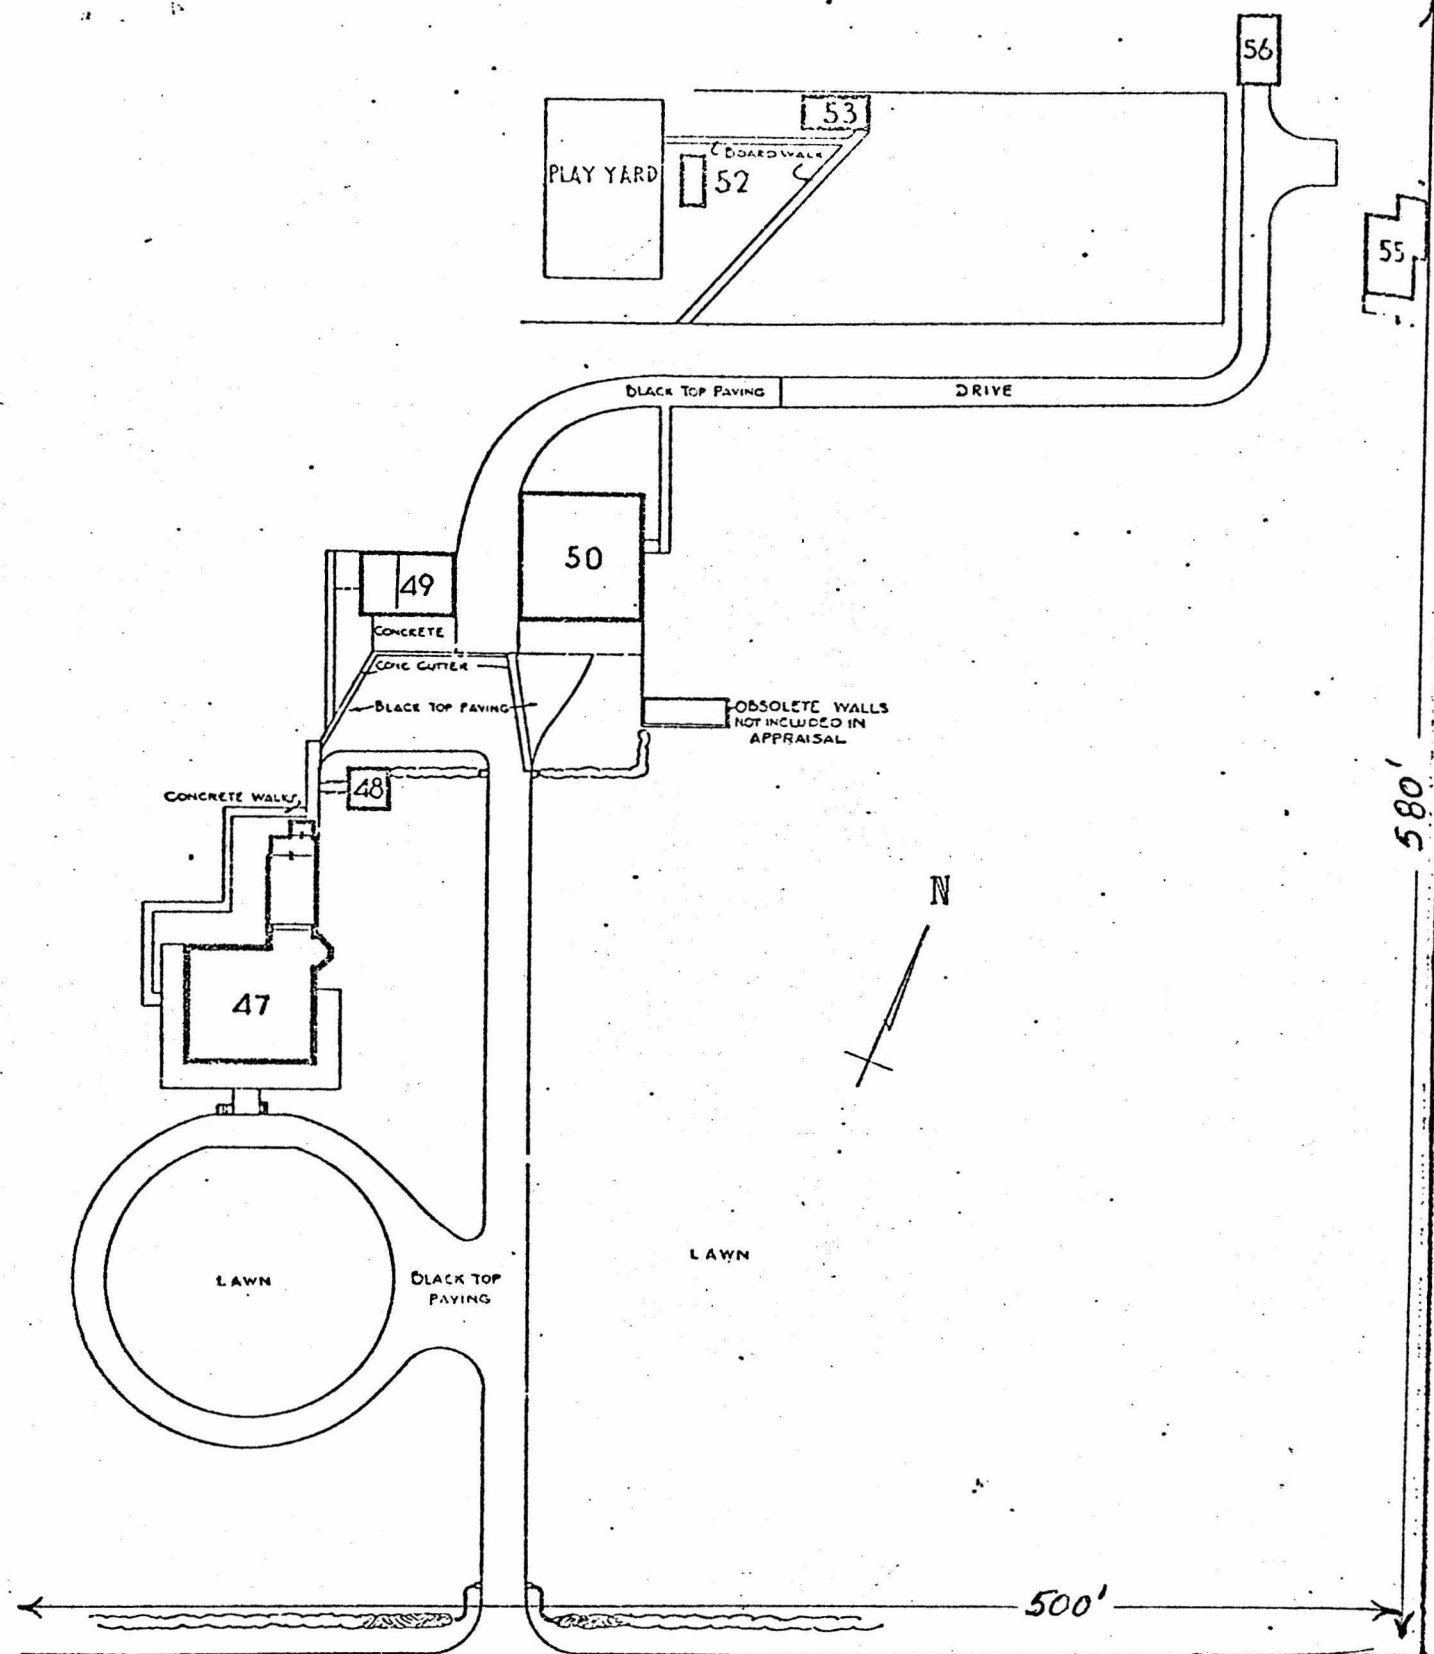 56
53
BOARD WALK
PLAY YARD
52
55
BLACK TOP PAVING
DRIVE
50
49
CONCRETE
CONC GUTTER
BLACK TOP PAVING
OBSOLETE WALLS
NOT INCLUDED IN
APPRAISAL
48
CONCRETE WALKS
580'
N
47
LAWN
LAWN
BLACK TOP
PAVING
500'